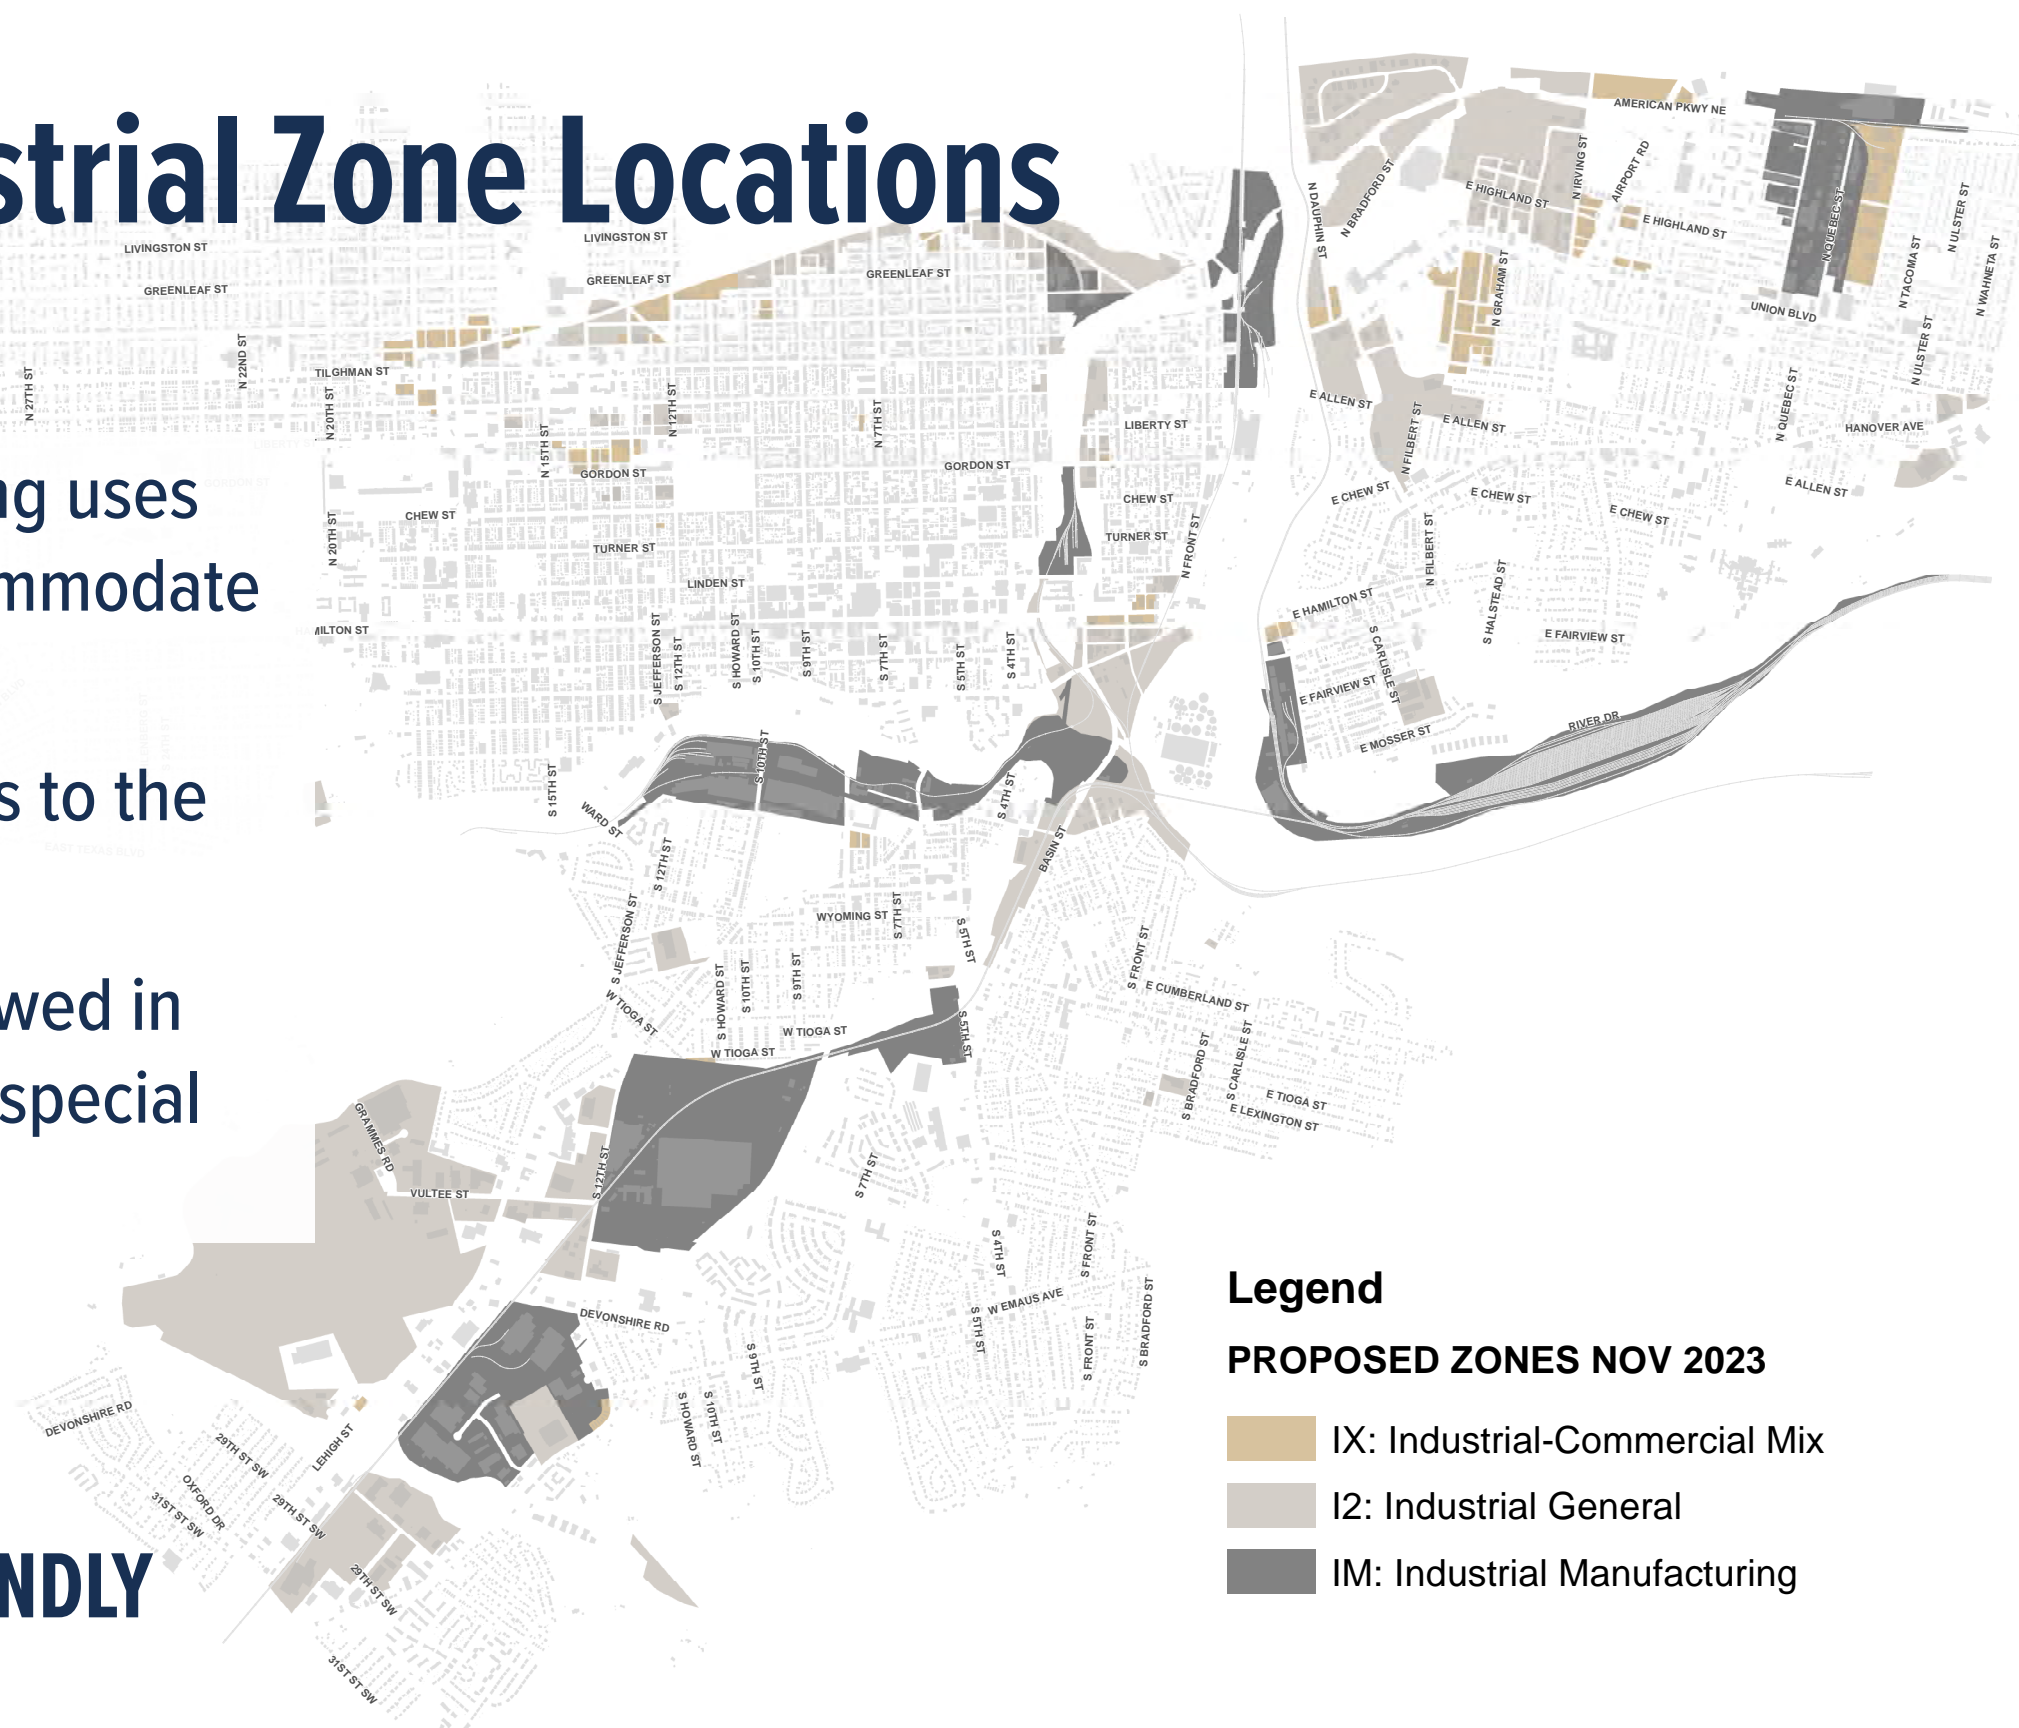 strial Zone Locations
ng uses
mmodate
s to the
wed in
special
NDLY
LIVINGSTON ST
LIVINGSTON ST
GREENLEAF ST
GREENLEAF ST
GREENLEAF ST
N 27TH ST
N 22ND ST
TILGHMAN ST
N 20TH ST
N 15TH ST
N 12TH ST
N 7TH ST
LIBERTY ST
GORDON ST
GORDON ST
CHEW ST
CHEW ST
N 20TH ST
TURNER ST
TURNER ST
LINDEN ST
N FRONT ST
MILTON ST
S JEFFERSON ST
S 12TH ST
S HOWARD ST
S 10TH ST
S 9TH ST
S 7TH ST
S 5TH ST
S 4TH ST
AMERICAN PKWY NE
N DAUPHIN ST
N BRADFORD ST
E HIGHLAND ST
N IRVING ST
AIRPORT RD
E HIGHLAND ST
N GRAHAM ST
N QUEBEC ST
N TACOMA ST
N ULSTER ST
N WAHNETA ST
UNION BLVD
N ULSTER ST
N QUEBEC ST
HANOVER AVE
E ALLEN ST
E ALLEN ST
E ALLEN ST
N FILBERT ST
E CHEW ST
E CHEW ST
E CHEW ST
N FILBERT ST
S HALSTEAD ST
E HAMILTON ST
E FAIRVIEW ST
S CARLISLE ST
E FAIRVIEW ST
E MOSSER ST
RIVER DR
S 15TH ST
WARD ST
S 10TH ST
S 4TH ST
BASIN ST
S 12TH ST
S JEFFERSON ST
WYOMING ST
S 7TH ST
S 5TH ST
S FRONT ST
E CUMBERLAND ST
W TIOGA ST
S HOWARD ST
S 10TH ST
S 9TH ST
W TIOGA ST
W TIOGA ST
S 5TH ST
S BRADFORD ST
S CARLISLE ST
E TIOGA ST
E LEXINGTON ST
GRAMMES RD
VULTEE ST
S 12TH ST
S 7TH ST
S 4TH ST
S FRONT ST
W EMAUS AVE
S 5TH ST
S FRONT ST
S BRADFORD ST
DEVONSHIRE RD
S 9TH ST
S HOWARD ST
S 10TH ST
DEVONSHIRE RD
LEHIGH ST
29TH ST SW
OXFORD DR
31ST ST SW
29TH ST SW
29TH ST SW
31ST ST SW
EAST TEXAS BLVD
Legend
PROPOSED ZONES NOV 2023
IX: Industrial-Commercial Mix
I2: Industrial General
IM: Industrial Manufacturing